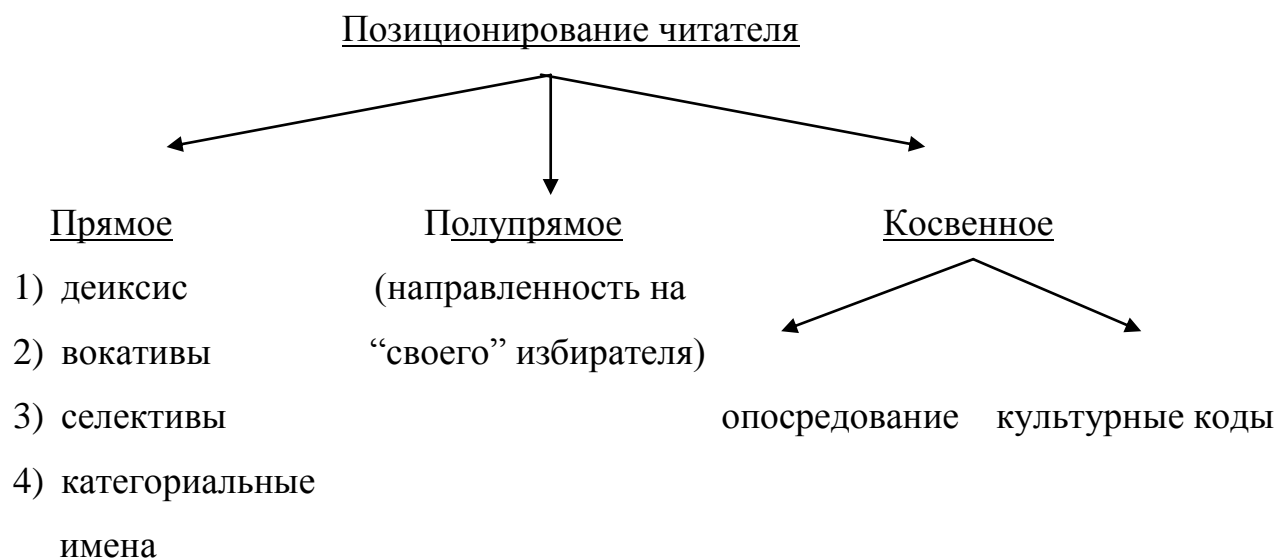 Позиционирование читателя
Прямое
1) деиксис
2) вокативы
3) селективы
4) категориальные
имена
Полупрямое
(направленность на
“своего” избирателя)
Косвенное
опосредование
культурные коды